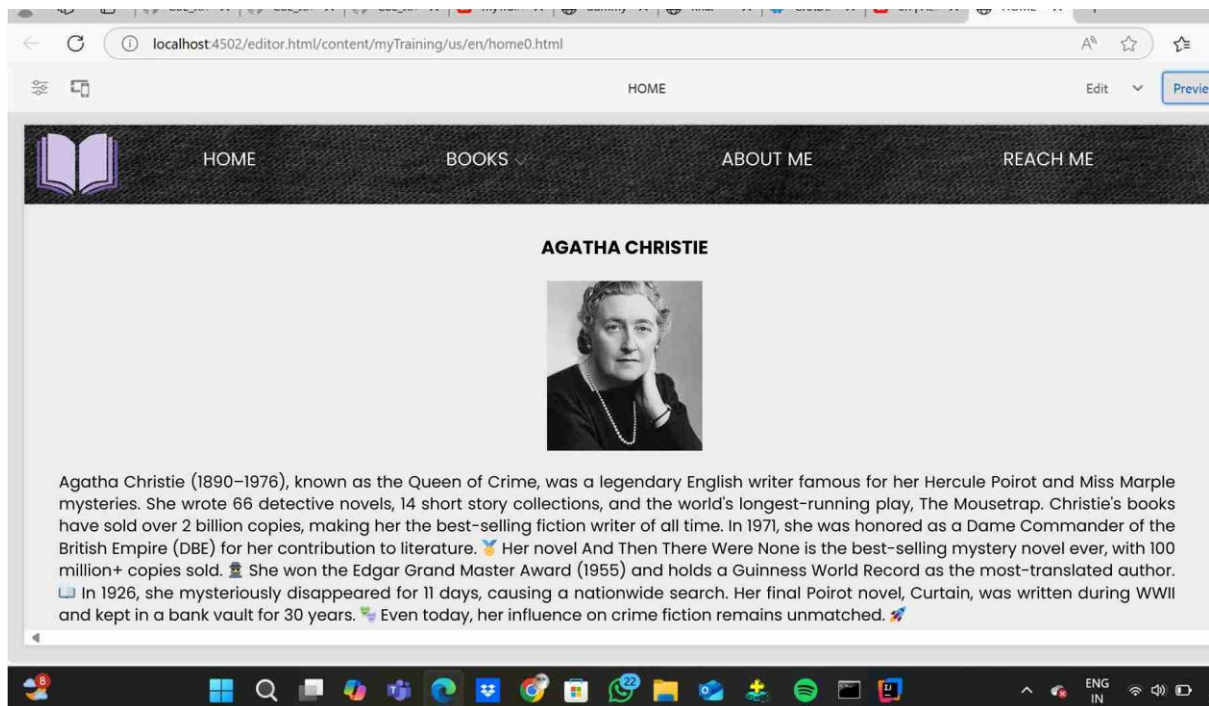 localhost:4502/editor.html/content/myTraining/us/en/home0.html
HOME
Edit
HOME
BOOKS
ABOUT ME
REACH ME
AGATHA CHRISTIE
Agatha Christie (1890–1976), known as the Queen of Crime, was a legendary English writer famous for her Hercule Poirot and Miss Marple
mysteries. She wrote 66 detective novels, 14 short story collections, and the world's longest-running play, The Mousetrap. Christie's books
have sold over 2 billion copies, making her the best-selling fiction writer of all time. In 1971, she was honored as a Dame Commander of the
British Empire (DBE) for her contribution to literature. 🏅 Her novel And Then There Were None is the best-selling mystery novel ever, with 100
million+ copies sold. 🕵 She won the Edgar Grand Master Award (1955) and holds a Guinness World Record as the most-translated author.
📖 In 1926, she mysteriously disappeared for 11 days, causing a nationwide search. Her final Poirot novel, Curtain, was written during WWII
and kept in a bank vault for 30 years. 🎭 Even today, her influence on crime fiction remains unmatched. 🚀
8
22
ENG
IN